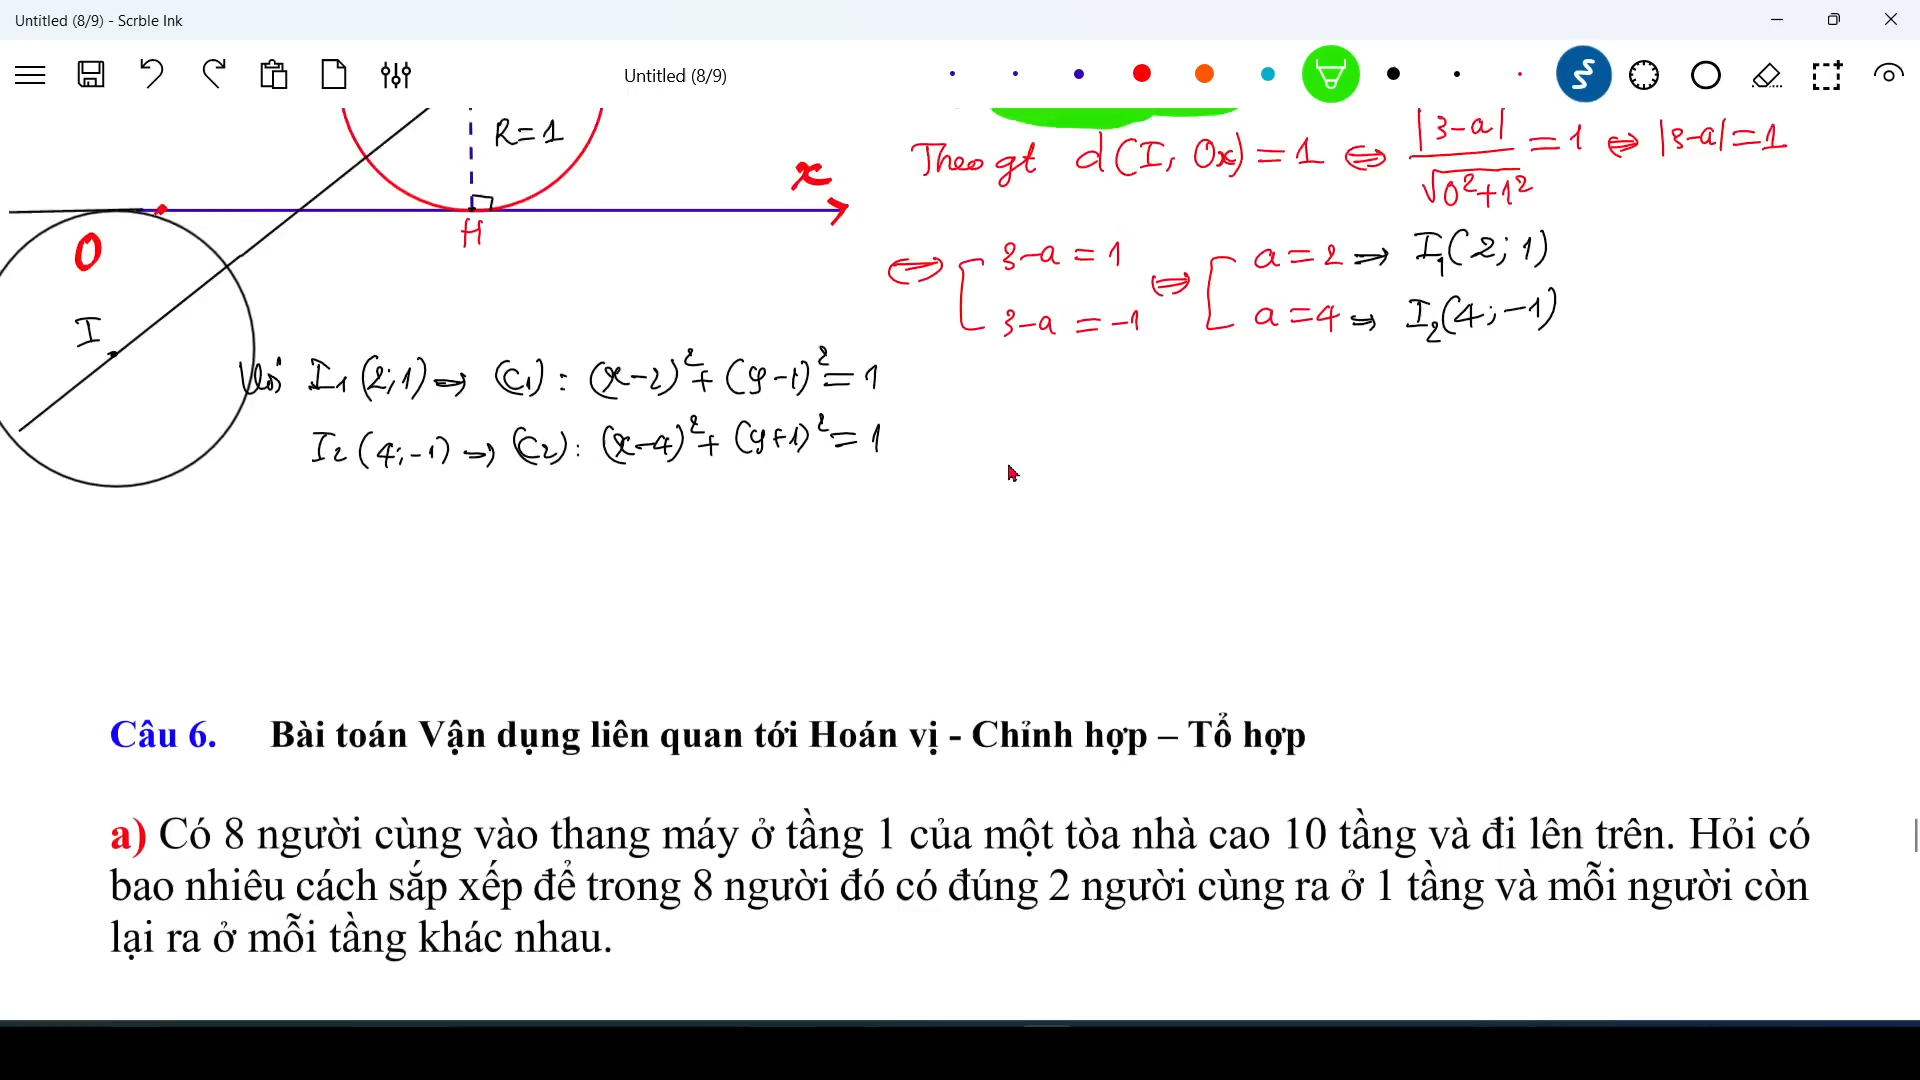 Untitled (8/9) - Scrble Ink
Untitled (8/9)
R=1
x
H
O
I
Theo gt d(I, Ox) = 1 ⇔ |3-a| / √0²+1² = 1 ⇔ |3-a| = 1
⇔ [ 3-a = 1 ⇔ [ a = 2 ⇒ I₁(2; 1)
3-a = -1 a = 4 ⇒ I₂(4; -1)
Với I₁(2;1) ⇒ (C₁) : (x-2)² + (y-1)² = 1
I₂(4;-1) ⇒ (C₂) : (x-4)² + (y+1)² = 1
Câu 6. Bài toán Vận dụng liên quan tới Hoán vị - Chỉnh hợp – Tổ hợp
a) Có 8 người cùng vào thang máy ở tầng 1 của một tòa nhà cao 10 tầng và đi lên trên. Hỏi có
bao nhiêu cách sắp xếp để trong 8 người đó có đúng 2 người cùng ra ở 1 tầng và mỗi người còn
lại ra ở mỗi tầng khác nhau.